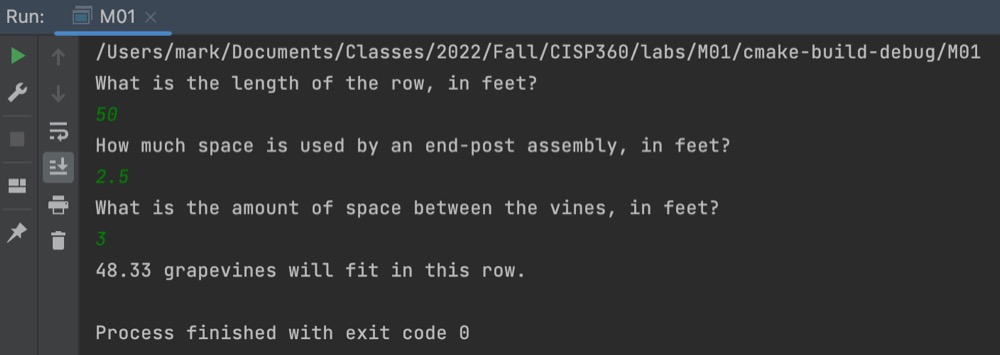 Run: M01
/Users/mark/Documents/Classes/2022/Fall/CISP360/labs/M01/cmake-build-debug/M01
What is the length of the row, in feet?
50
How much space is used by an end-post assembly, in feet?
2.5
What is the amount of space between the vines, in feet?
3
48.33 grapevines will fit in this row.
Process finished with exit code 0